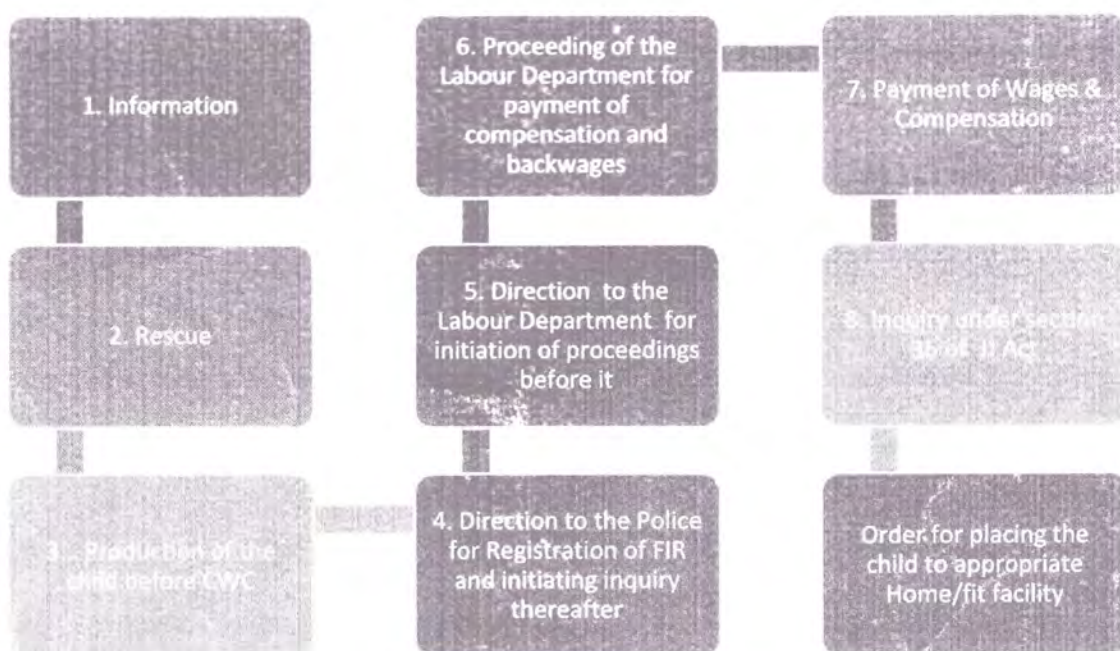 1. Information
2. Rescue
3. Production of the
child before CWC
4. Direction to the Police
for Registration of FIR
and initiating inquiry
thereafter
5. Direction to the
Labour Department for
initiation of proceedings
before it
6. Proceeding of the
Labour Department for
payment of
compensation and
backwages
7. Payment of Wages &
Compensation
8. Inquiry under section
36 of JJ Act
Order for placing the
child to appropriate
Home/fit facility